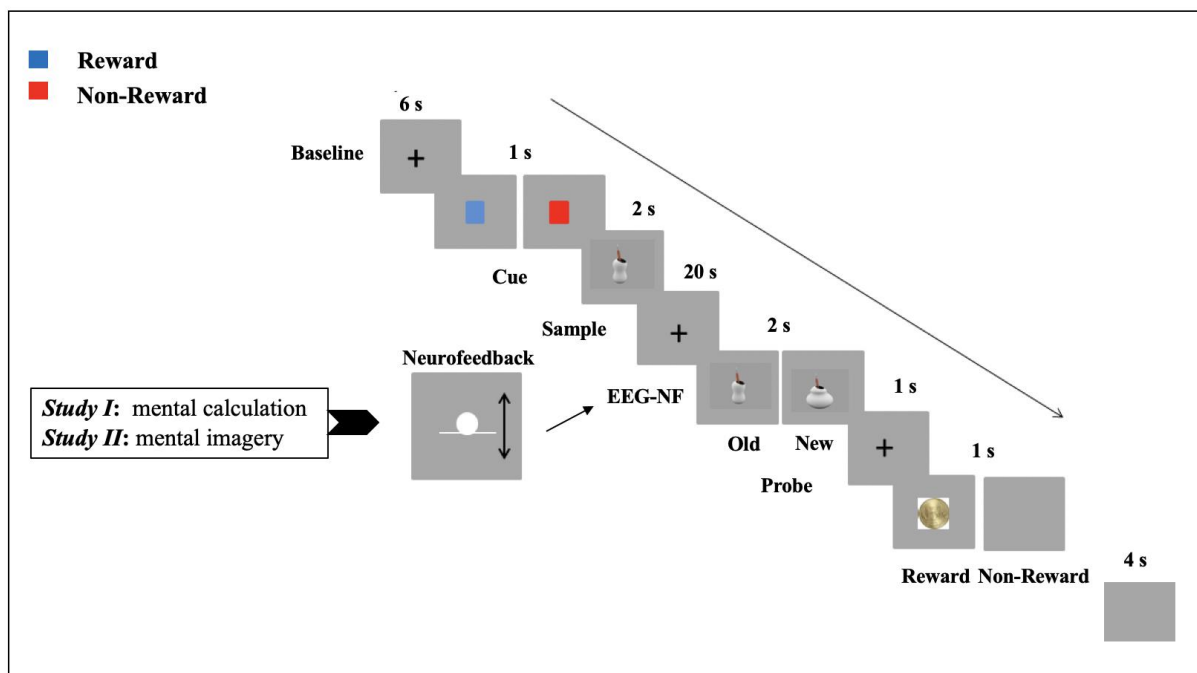 Reward
Non-Reward
6 s
Baseline
1 s
2 s
Cue
20 s
Sample
2 s
Neurofeedback
EEG-NF
Study I: mental calculation
Study II: mental imagery
1 s
Old New
Probe
1 s
Reward Non-Reward
4 s